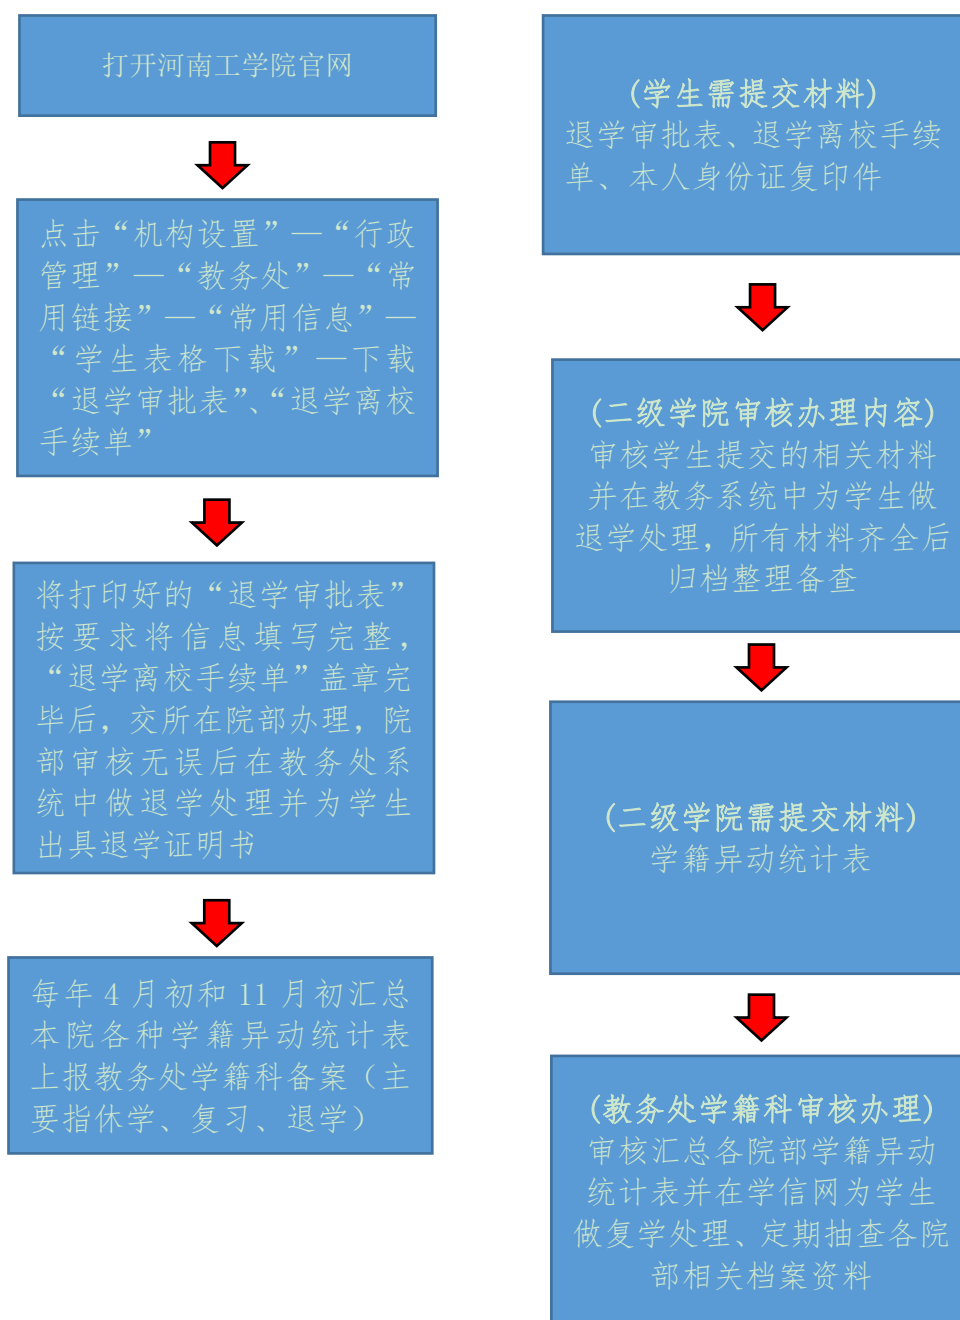 打开河南工学院官网
点击“机构设置”—“行政
管理”—“教务处”—“常
用链接”—“常用信息”—
“学生表格下载”—下载
“退学审批表”、“退学离校
手续单”
将打印好的“退学审批表”
按要求将信息填写完整，
“退学离校手续单”盖章完
毕后，交所在院部办理，院
部审核无误后在教务处系
统中做退学处理并为学生
出具退学证明书
每年 4 月初和 11 月初汇总
本院各种学籍异动统计表
上报教务处学籍科备案（主
要指休学、复习、退学）
(学生需提交材料)
退学审批表、退学离校手续
单、本人身份证复印件
(二级学院审核办理内容)
审核学生提交的相关材料
并在教务系统中为学生做
退学处理，所有材料齐全后
归档整理备查
(二级学院需提交材料)
学籍异动统计表
(教务处学籍科审核办理)
审核汇总各院部学籍异动
统计表并在学信网为学生
做复学处理、定期抽查各院
部相关档案资料